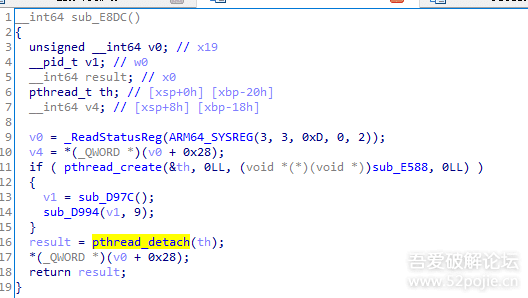 1 __int64 sub_E8DC()
2 {
3 unsigned __int64 v0; // x19
4 __pid_t v1; // w0
5 __int64 result; // x0
6 pthread_t th; // [xsp+0h] [xbp-20h]
7 __int64 v4; // [xsp+8h] [xbp-18h]
8
9 v0 = _ReadStatusReg(ARM64_SYSREG(3, 3, 0xD, 0, 2));
10 v4 = *(_QWORD *)(v0 + 0x28);
11 if ( pthread_create(&th, 0LL, (void *(*)(void *))sub_E588, 0LL) )
12 {
13 v1 = sub_D97C();
14 sub_D994(v1, 9);
15 }
16 result = pthread_detach(th);
17 *(_QWORD *)(v0 + 0x28);
18 return result;
19 }
吾爱破解论坛
www.52pojie.cn